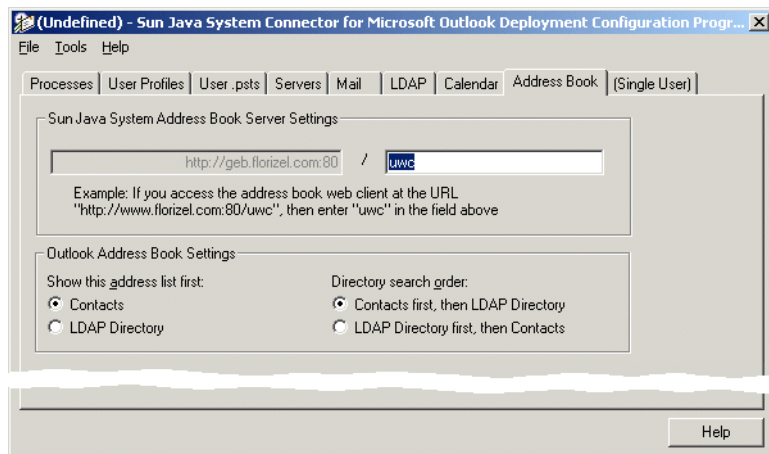 (Undefined) - Sun Java System Connector for Microsoft Outlook Deployment Configuration Progr...
File Tools Help
Processes User Profiles User .psts Servers Mail LDAP Calendar Address Book (Single User)
Sun Java System Address Book Server Settings
http://geb.florizel.com:80 / uwc
Example: If you access the address book web client at the URL
"http://www.florizel.com:80/uwc", then enter "uwc" in the field above
Outlook Address Book Settings
Show this address list first: Directory search order:
Contacts Contacts first, then LDAP Directory
LDAP Directory LDAP Directory first, then Contacts
Help